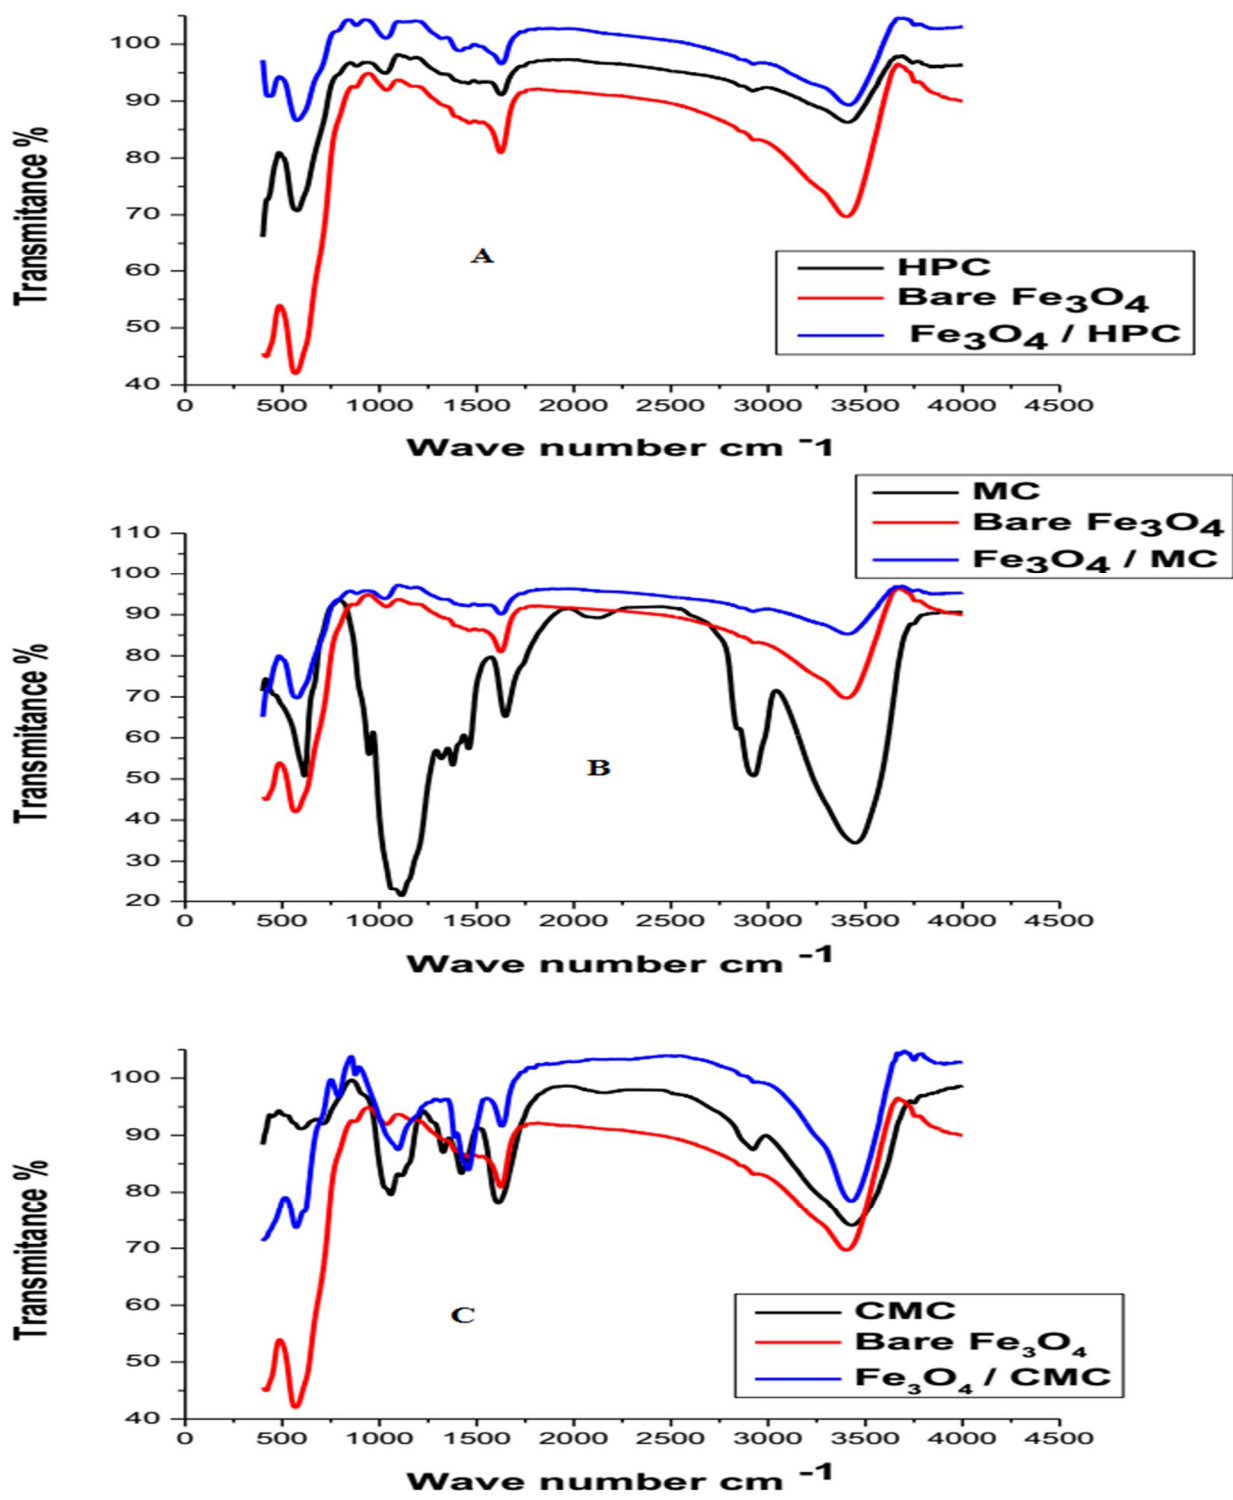 100
90
80
70
60
50
40
Transmitance %
A
HPC
Bare Fe3O4
Fe3O4 / HPC
0 500 1000 1500 2000 2500 3000 3500 4000 4500
Wave number cm -1
MC
Bare Fe3O4
Fe3O4 / MC
110
100
90
80
70
60
50
40
30
20
Transmitance %
B
0 500 1000 1500 2000 2500 3000 3500 4000 4500
Wave number cm -1
100
90
80
70
60
50
40
Transmitance %
C
CMC
Bare Fe3O4
Fe3O4 / CMC
0 500 1000 1500 2000 2500 3000 3500 4000 4500
Wave number cm -1